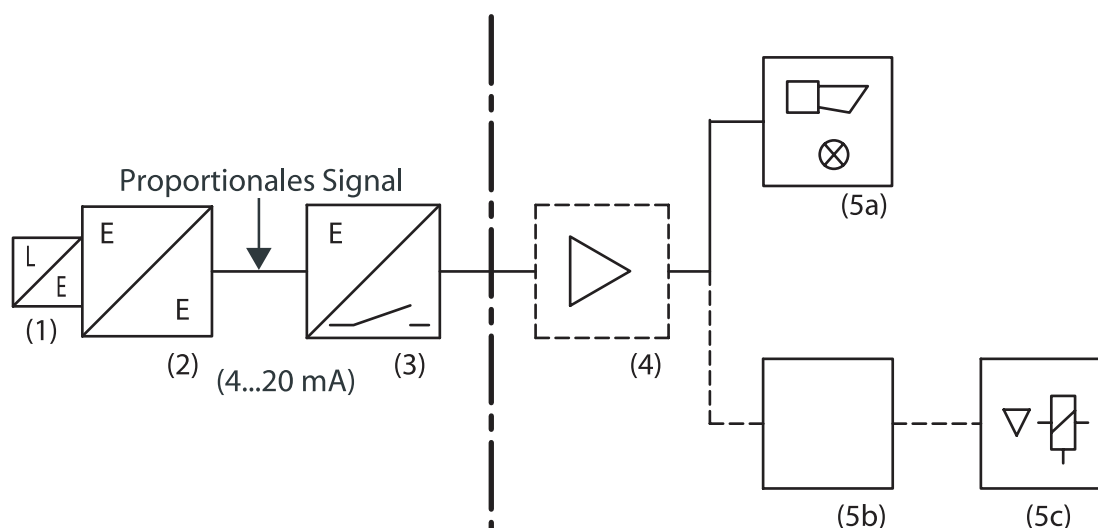 (5a)
Proportionales Signal
E
E
L
E
E
(1)
(2)
(4...20 mA)
(3)
(4)
(5b)
(5c)